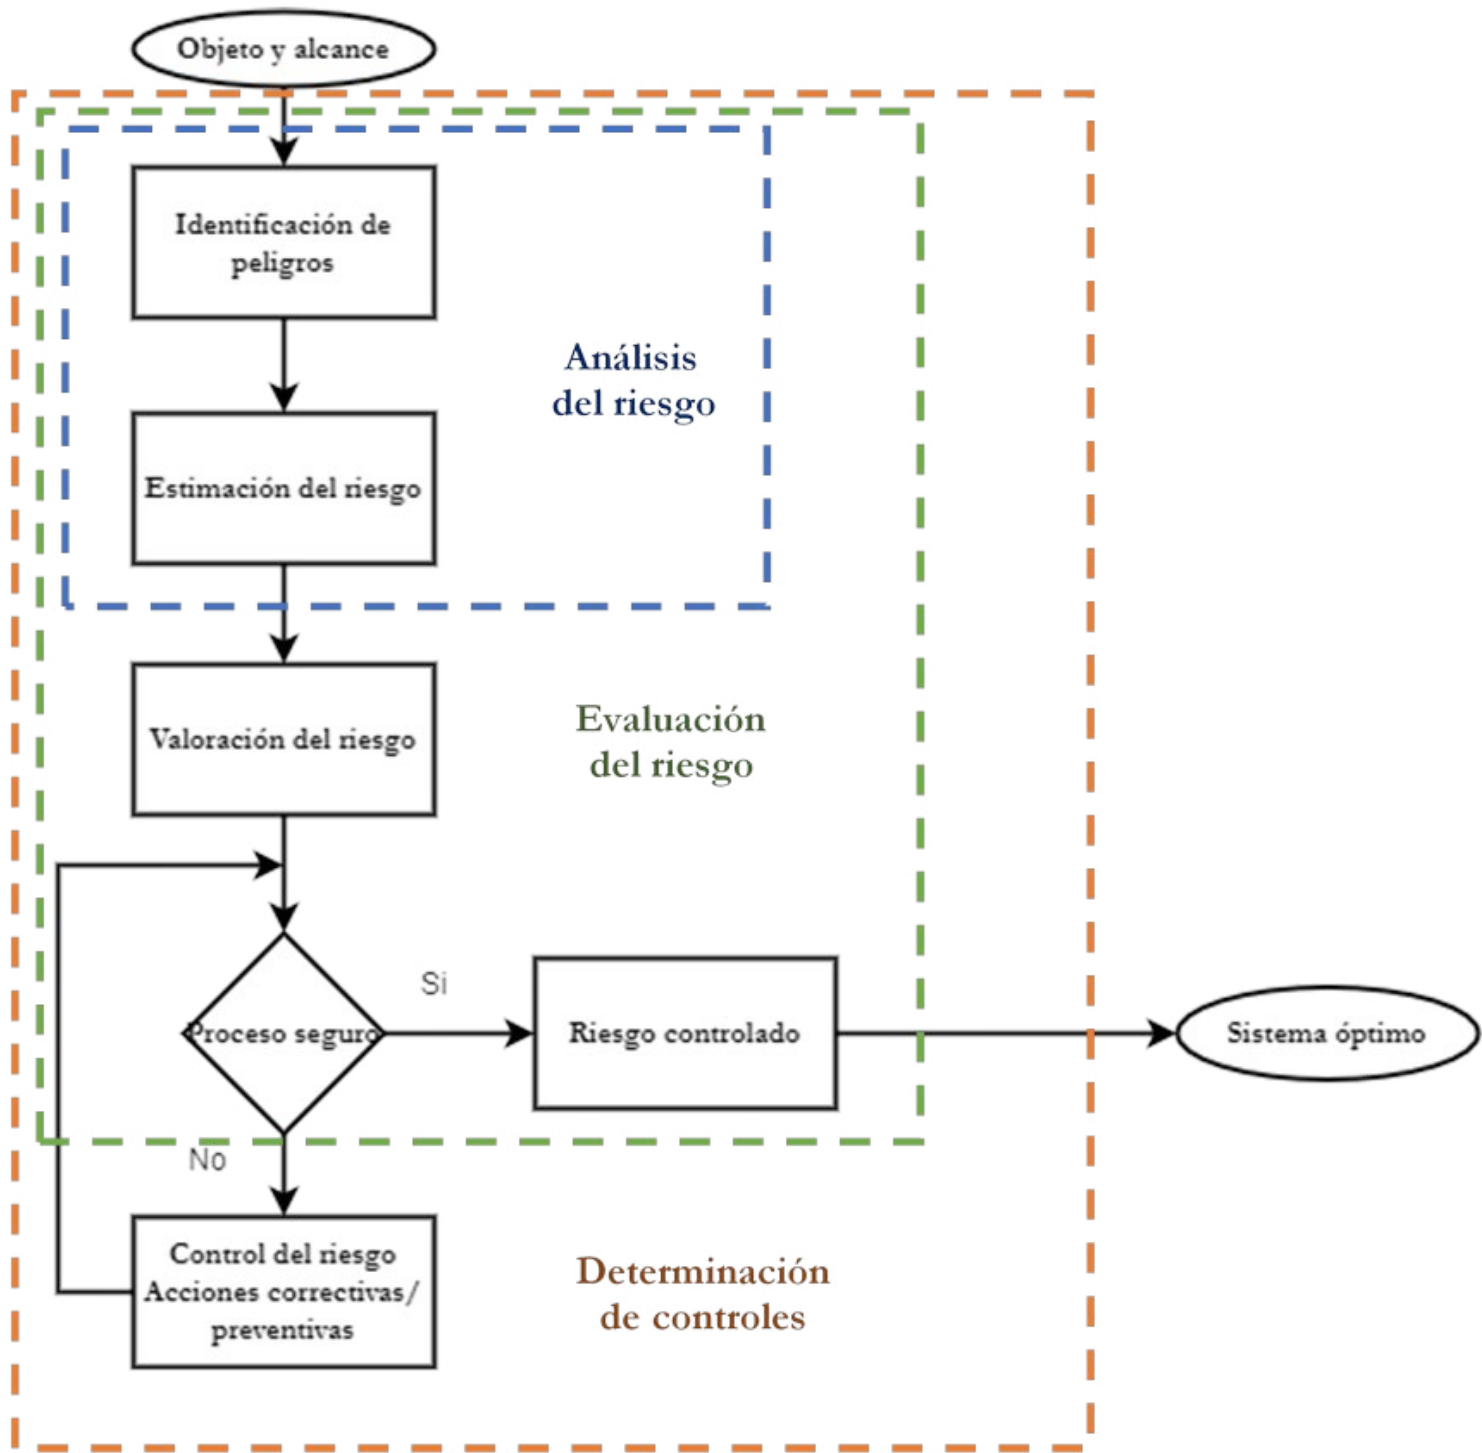 Objeto y alcance
Identificación de
peligros
Análisis
del riesgo
Estimación del riesgo
Valoración del riesgo
Evaluación
del riesgo
Si
Proceso seguro
Riesgo controlado
Sistema óptimo
No
Control del riesgo
Acciones correctivas/
preventivas
Determinación
de controles